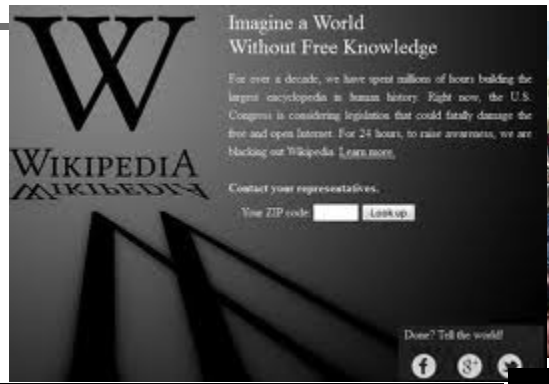 W
WIKIPEDIA
Imagine a World
Without Free Knowledge
For over a decade, we have spent millions of hours building the
largest encyclopedia in human history. Right now, the U.S.
Congress is considering legislation that could fatally damage the
free and open Internet. For 24 hours, to raise awareness, we are
blacking out Wikipedia. Learn more.
Contact your representatives.
Your ZIP code: Look up
Done? Tell the world!
f g+